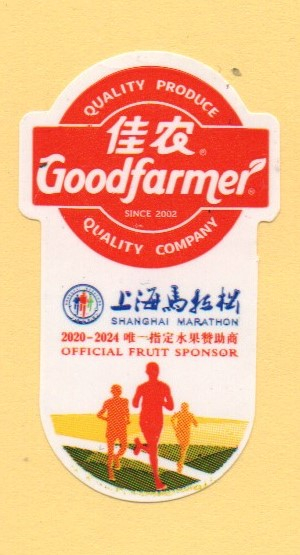 QUALITY PRODUCE
佳农®
Goodfarmer®
SINCE 2002
QUALITY COMPANY
上海马拉松
SHANGHAI MARATHON
2020-2024 唯一指定水果赞助商
OFFICIAL FRUIT SPONSOR